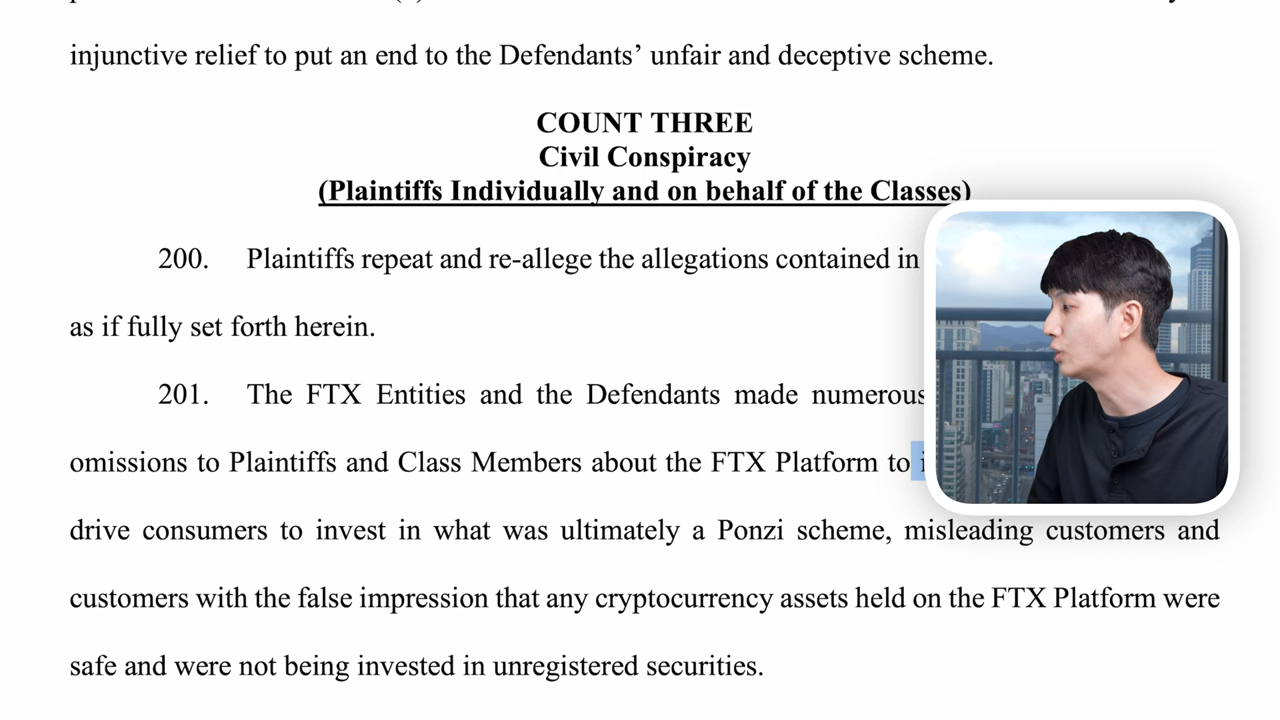 injunctive relief to put an end to the Defendants’ unfair and deceptive scheme.
COUNT THREE
Civil Conspiracy
(Plaintiffs Individually and on behalf of the Classes)
200. Plaintiffs repeat and re-allege the allegations contained in
as if fully set forth herein.
201. The FTX Entities and the Defendants made numerous
omissions to Plaintiffs and Class Members about the FTX Platform to
drive consumers to invest in what was ultimately a Ponzi scheme, misleading customers and
customers with the false impression that any cryptocurrency assets held on the FTX Platform were
safe and were not being invested in unregistered securities.